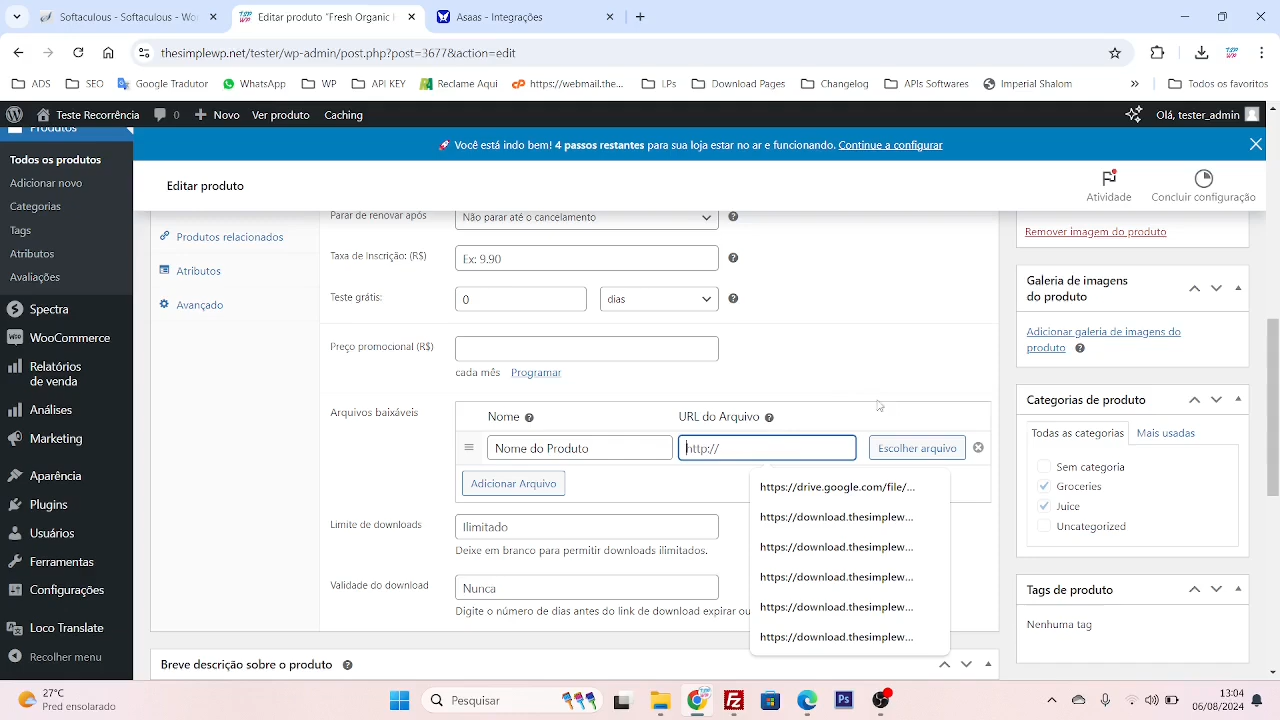 Softaculous - Softaculous - W
Editar produto "Fresh Organic
Asaas - Integrações
thesimplewp.net/tester/wp-admin/post.php?post=3677&action=edit
ADS
SEO
Google Tradutor
WhatsApp
WP
API KEY
Reclame Aqui
https://webmail.the...
LPs
Download Pages
Changelog
APIs Softwares
Imperial Shalom
»
Todos os favoritos
Teste Recorrência
0
Novo
Ver produto
Caching
Olá, tester_admin
Produtos
Todos os produtos
Adicionar novo
Categorias
Tags
Atributos
Avaliações
Spectra
WooCommerce
Relatórios
de venda
Análises
Marketing
Aparência
Plugins
Usuários
Ferramentas
Configurações
Loco Translate
Recolher menu
🚀 Você está indo bem! 4 passos restantes para sua loja estar no ar e funcionando. Continue a configurar
Editar produto
Atividade
Concluir configuração
Produtos relacionados
Atributos
Avançado
Parar de renovar após
Não parar até o cancelamento
Taxa de Inscrição: (R$)
Ex: 9.90
Teste grátis:
0
dias
Preço promocional (R$)
cada mês Programar
Arquivos baixáveis
Nome
URL do Arquivo
Nome do Produto
http://
Escolher arquivo
Adicionar Arquivo
https://drive.google.com/file/...
https://download.thesimplew...
https://download.thesimplew...
https://download.thesimplew...
https://download.thesimplew...
https://download.thesimplew...
Limite de downloads
Ilimitado
Deixe em branco para permitir downloads ilimitados.
Validade do download
Nunca
Digite o número de dias antes do link de download expirar ou
Breve descrição sobre o produto
Remover imagem do produto
Galeria de imagens
do produto
Adicionar galeria de imagens do
produto
Categorias de produto
Todas as categorias
Mais usadas
Sem categoria
Groceries
Juice
Uncategorized
Tags de produto
Nenhuma tag
27°C
Pred ensolarado
Pesquisar
13:04
06/08/2024